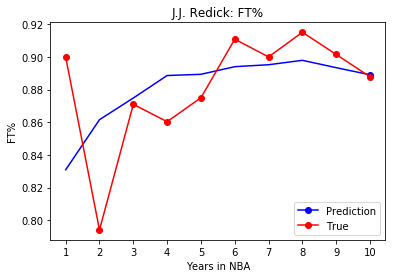 J.J. Redick: FT%
0.92
0.90
0.88
0.86
0.84
0.82
0.80
FT%
1 2 3 4 5 6 7 8 9 10
Years in NBA
Prediction
True